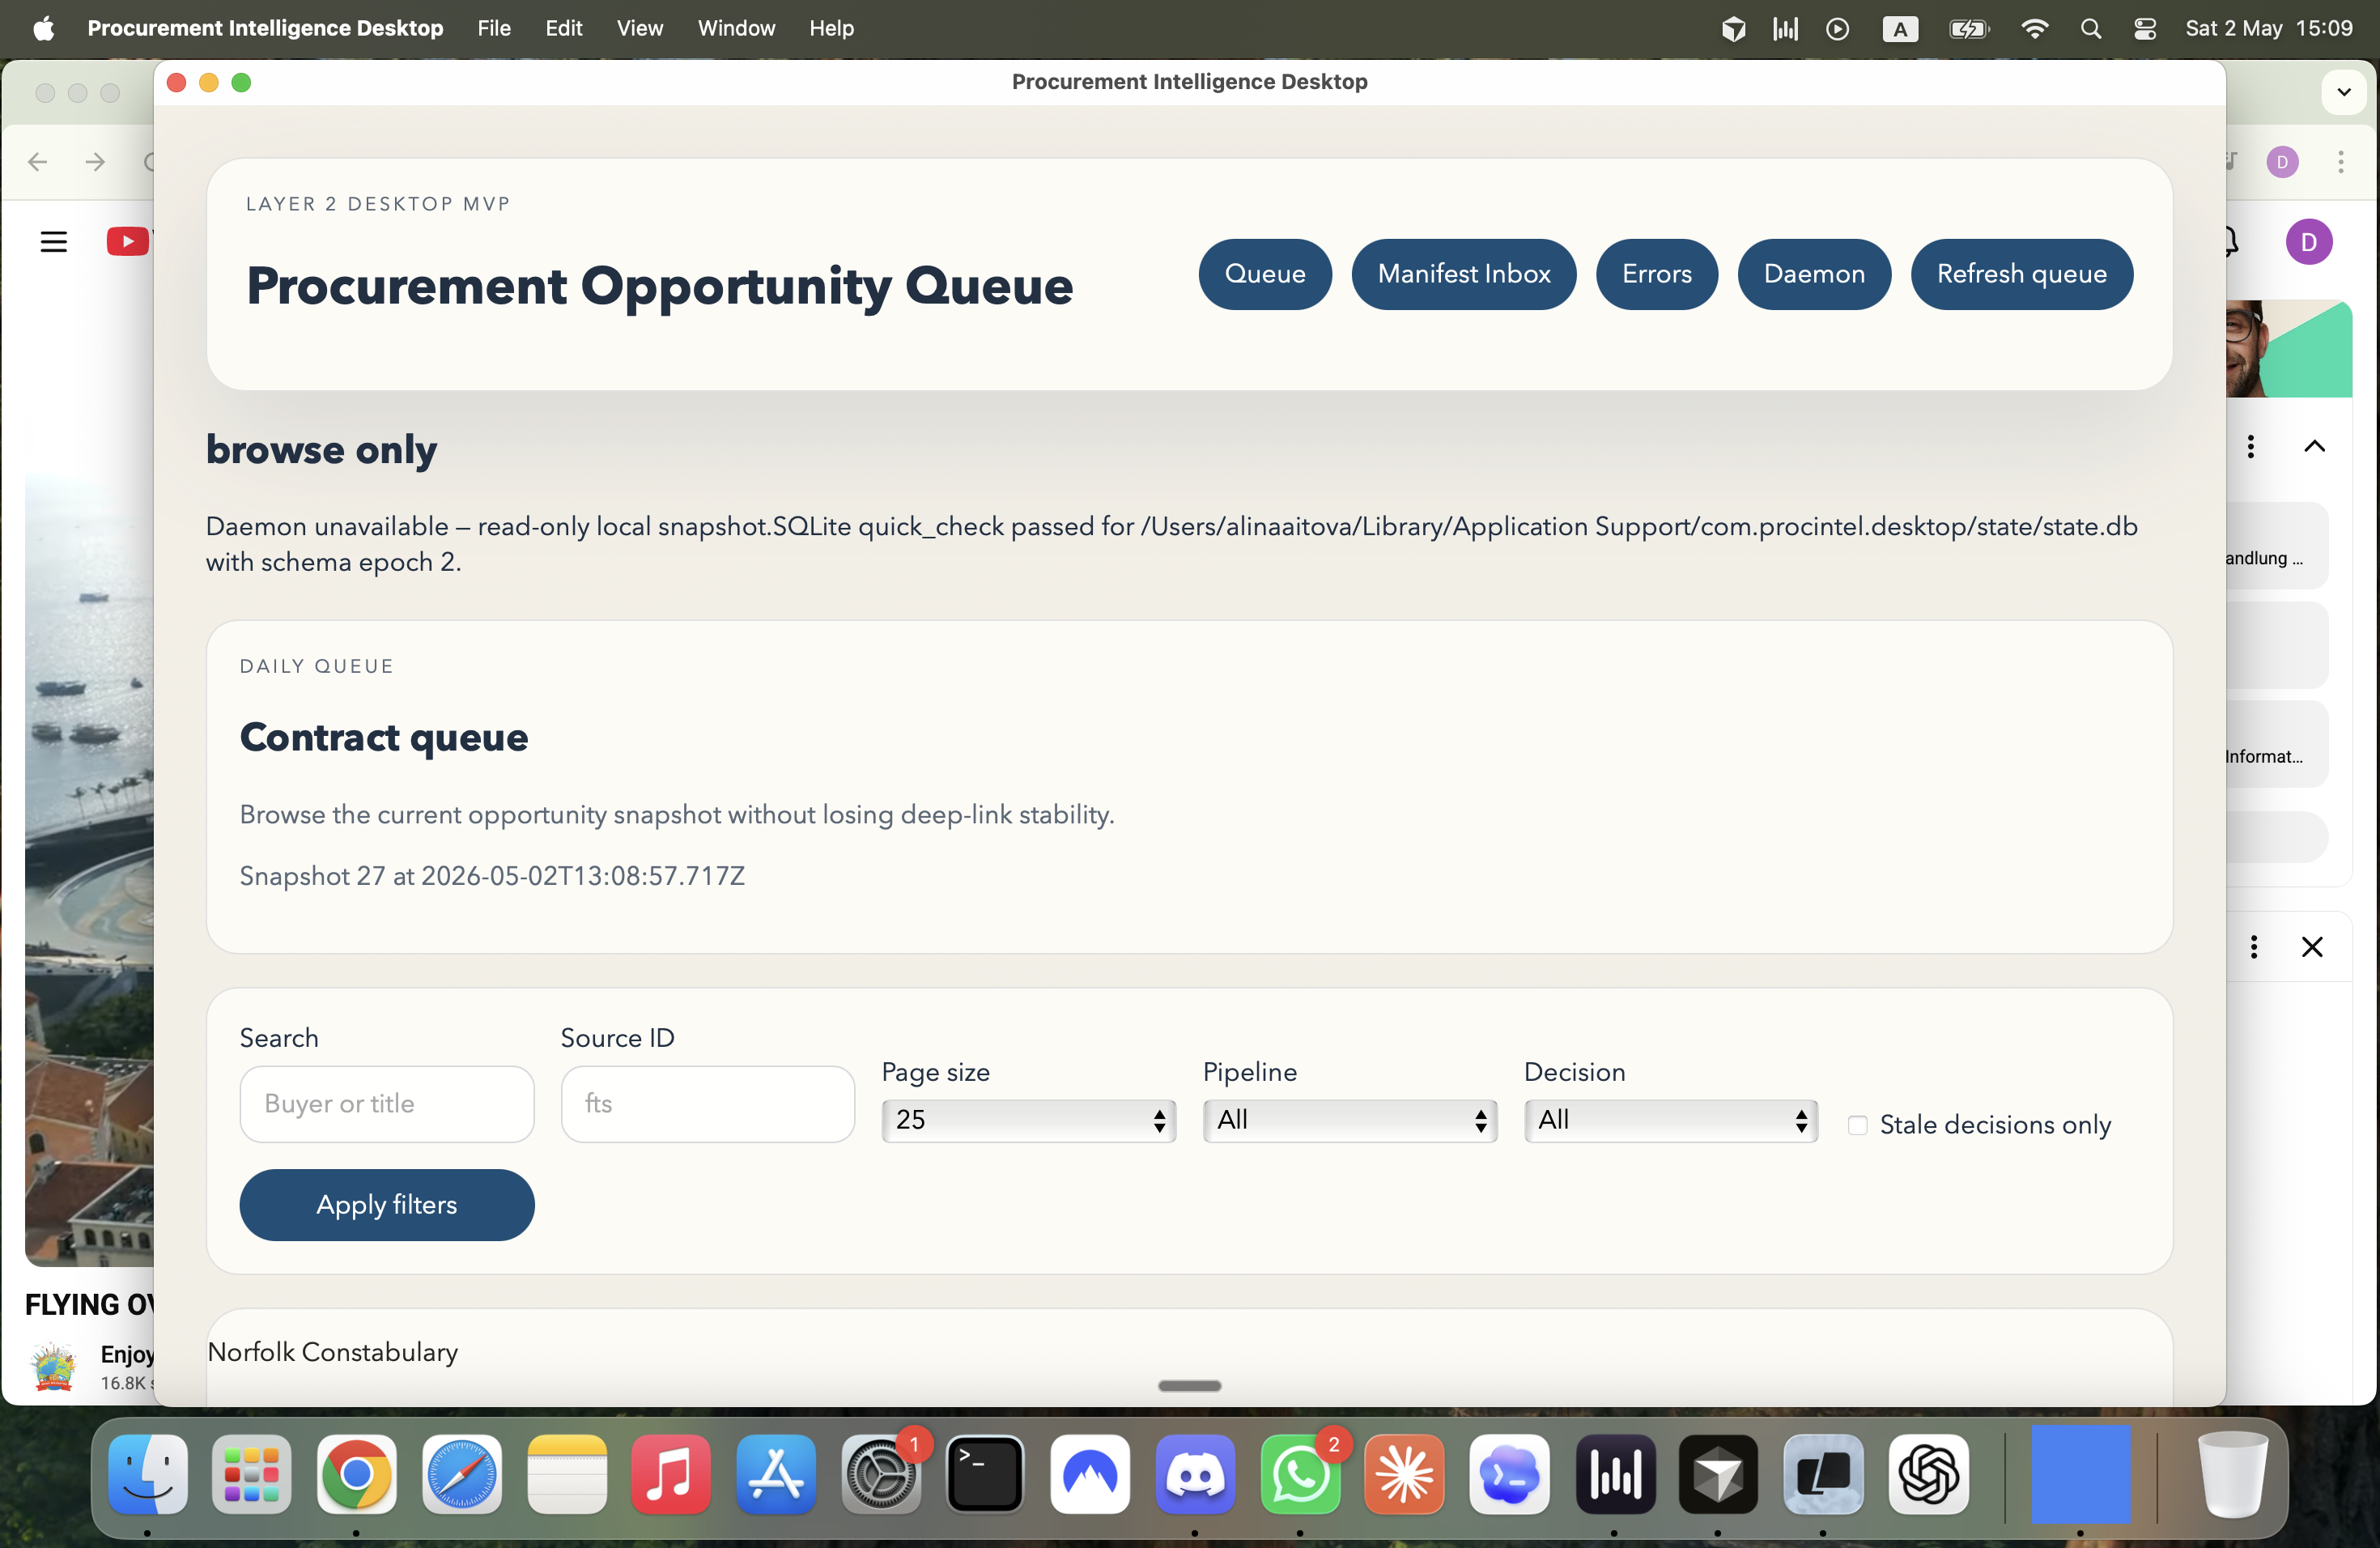 Procurement Intelligence Desktop File Edit View Window Help
A
Sat 2 May 15:09
Procurement Intelligence Desktop
D
D
LAYER 2 DESKTOP MVP
Procurement Opportunity Queue
Queue
Manifest Inbox
Errors
Daemon
Refresh queue
browse only
Daemon unavailable – read-only local snapshot.SQLite quick_check passed for /Users/alinaaitova/Library/Application Support/com.procintel.desktop/state/state.db
with schema epoch 2.
andlung ...
DAILY QUEUE
Contract queue
Informat...
Browse the current opportunity snapshot without losing deep-link stability.
Snapshot 27 at 2026-05-02T13:08:57.717Z
Search
Buyer or title
Source ID
fts
Page size
25
Pipeline
All
Decision
All
Stale decisions only
Apply filters
FLYING OV
Enjoy
16.8K s
Norfolk Constabulary
1
2